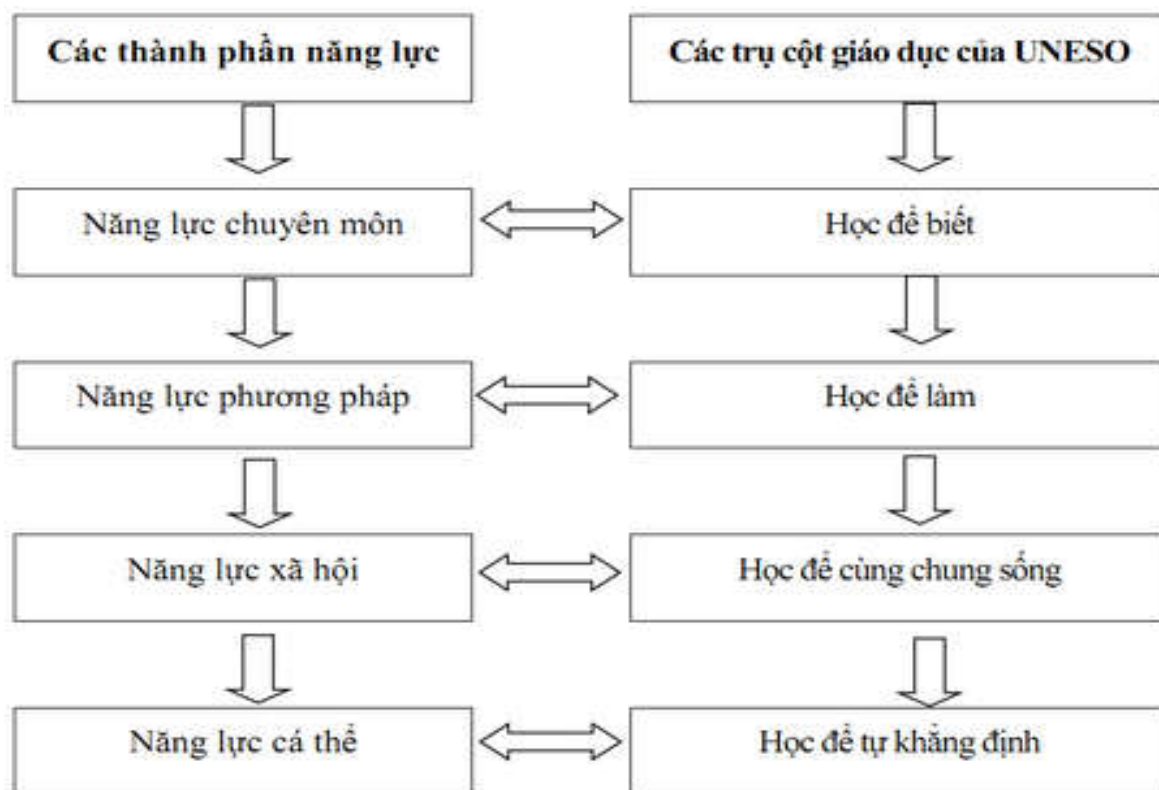 Các thành phần năng lực
Các trụ cột giáo dục của UNESO
Năng lực chuyên môn
Học để biết
Năng lực phương pháp
Học để làm
Năng lực xã hội
Học để cùng chung sống
Năng lực cá thể
Học để tự khẳng định